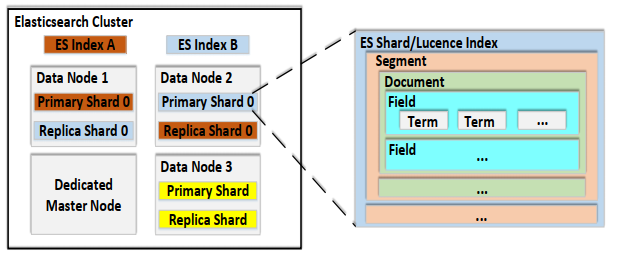 Elasticsearch Cluster
ES Index A
ES Index B
Data Node 1
Primary Shard 0
Replica Shard 0
Data Node 2
Primary Shard 0
Replica Shard 0
Dedicated
Master Node
Data Node 3
Primary Shard
Replica Shard
ES Shard/Lucence Index
Segment
Document
Field
Term
Term
...
Field
...
...
...